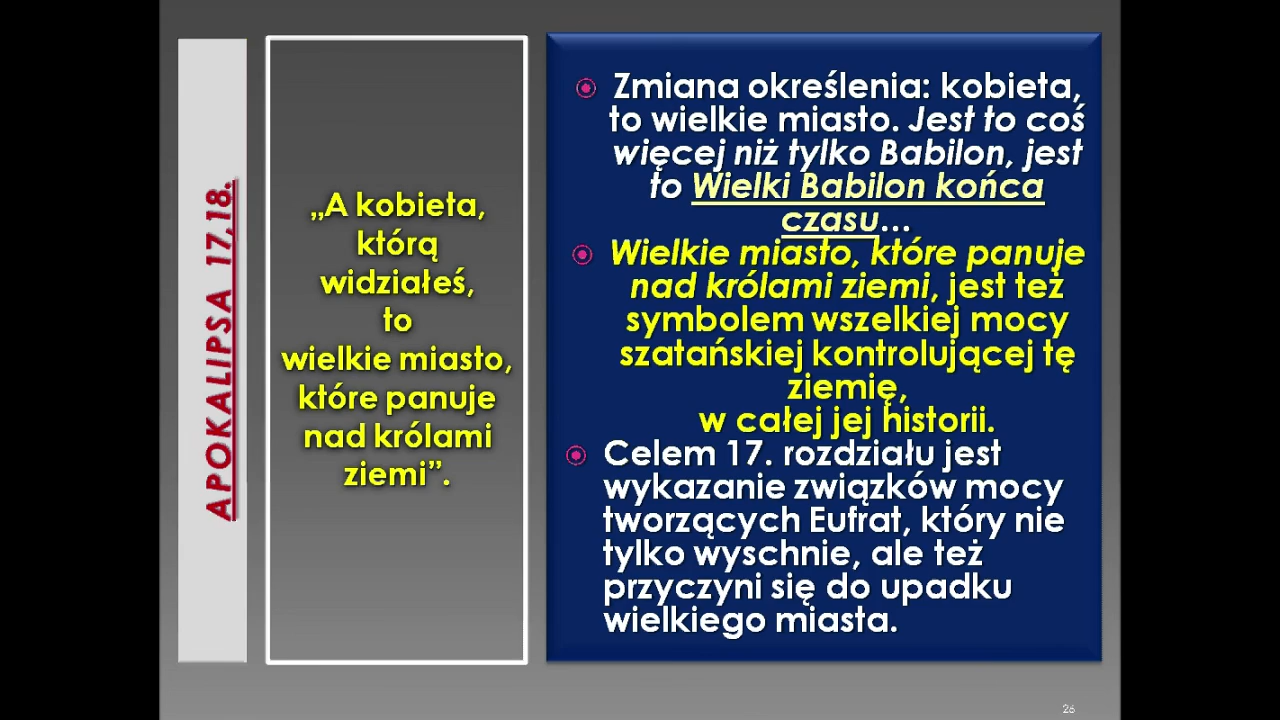 APOKALIPSA 17,18.
„A kobieta,
którą
widziałeś,
to
wielkie miasto,
które panuje
nad królami
ziemi”.
Zmiana określenia: kobieta,
to wielkie miasto. Jest to coś
więcej niż tylko Babilon, jest
to Wielki Babilon końca
czasu...
Wielkie miasto, które panuje
nad królami ziemi, jest też
symbolem wszelkiej mocy
szatańskiej kontrolującej tę
ziemię,
w całej jej historii.
Celem 17. rozdziału jest
wykazanie związków mocy
tworzących Eufrat, który nie
tylko wyschnie, ale też
przyczyni się do upadku
wielkiego miasta.
26